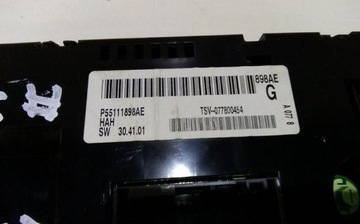 898AE
G
P55111898AE
HAH
SW 30.41.01
TSV-077800454
A 077 8